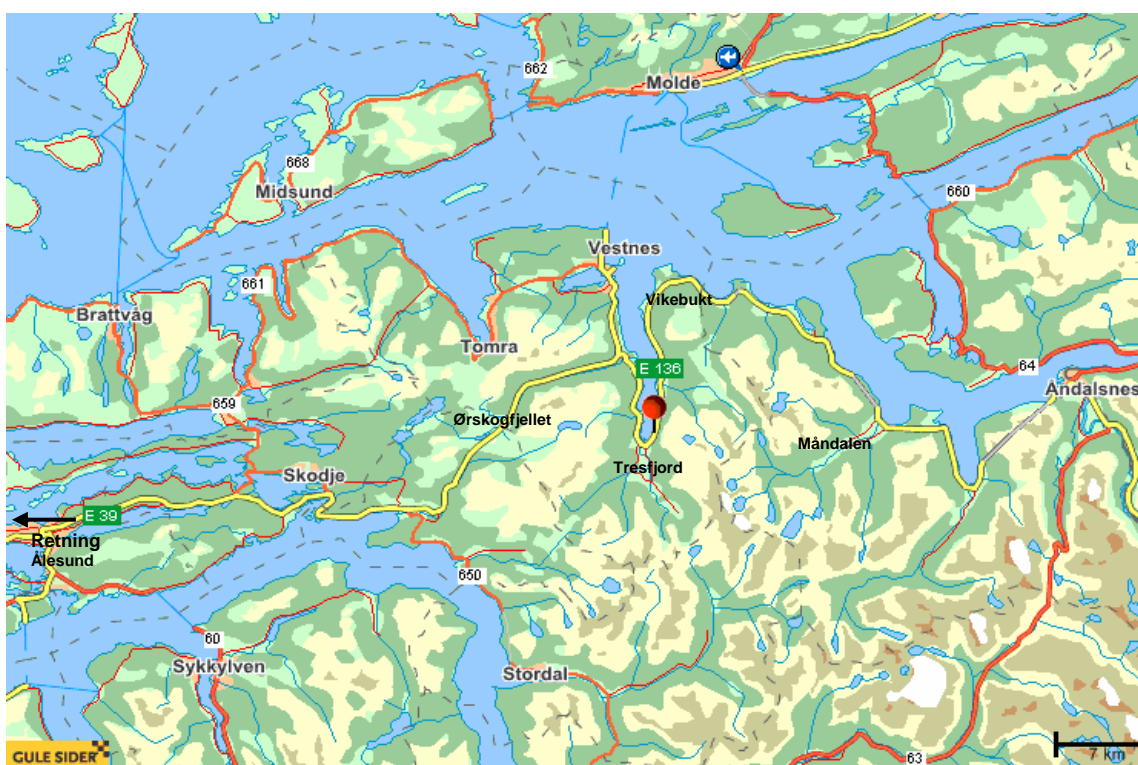 662
Molde
668
Midsund
660
Vestnes
661
Vikebukt
Brattvåg
Tomra
E 136
64
Åndalsnes
659
Ørskogfjellet
Måndalen
Tresfjord
Skodje
E 39
Retning
Ålesund
650
60
Sykkylven
Stordal
63
7 km
GULE SIDER